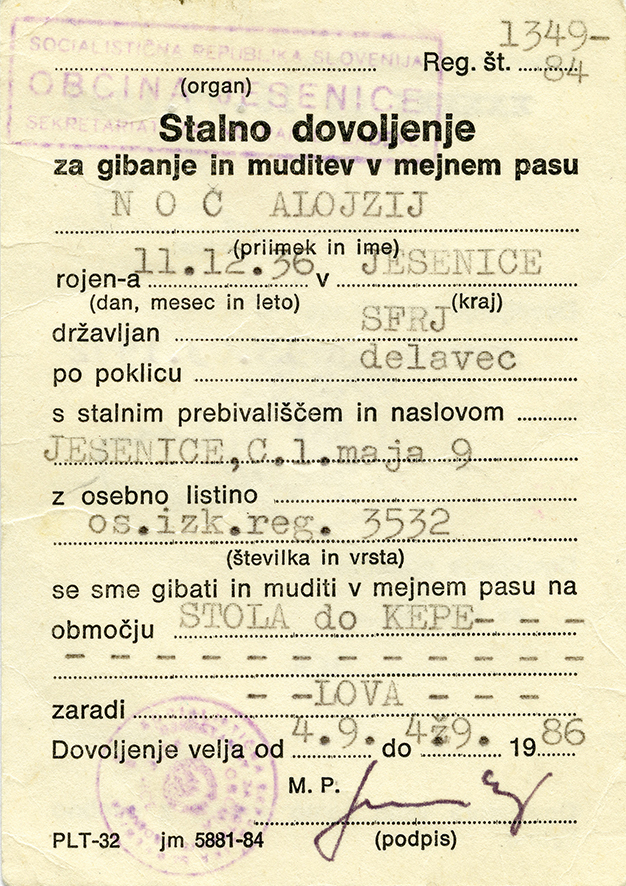 SOCIALISTIČNA REPUBLIKA SLOVENIJA
OBČINA JESENICE
SEKRETARIAT
(organ)
Reg. št. 1349-84
Stalno dovoljenje
za gibanje in muditev v mejnem pasu
NOČ ALOJZIJ
(priimek in ime)
rojen-a 11.12.36 v JESENICE
(dan, mesec in leto) (kraj)
državljan SFRJ
po poklicu delavec
s stalnim prebivališčem in naslovom
JESENICE,C.1.maja 9
z osebno listino
os.izk.reg. 3532
(številka in vrsta)
se sme gibati in muditi v mejnem pasu na
območju STOLA do KEPE- - -
- - - - - - - - - - - - - -
zaradi - -LOVA - - - -
Dovoljenje velja od 4.9. do 4ž9. 1986
M. P.
(podpis)
PLT-32 jm 5881-84